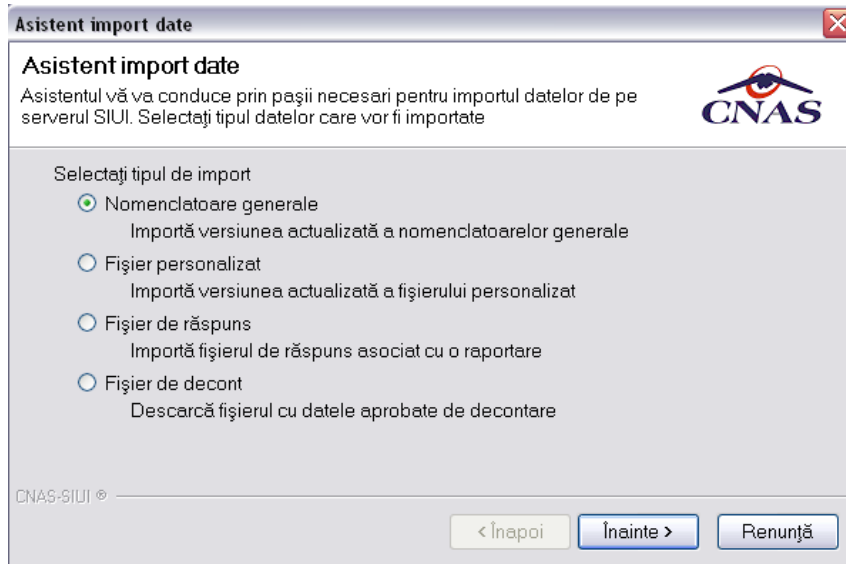 Asistent import date
Asistent import date
Asistentul vă va conduce prin paşii necesari pentru importul datelor de pe
serverul SIUI. Selectaţi tipul datelor care vor fi importate
CNAS
Selectaţi tipul de import
Nomenclatoare generale
Importă versiunea actualizată a nomenclatoarelor generale
Fişier personalizat
Importă versiunea actualizată a fişierului personalizat
Fişier de răspuns
Importă fişierul de răspuns asociat cu o raportare
Fişier de decont
Descarcă fişierul cu datele aprobate de decontare
CNAS-SIUI ®
< Înapoi Înainte > Renunţă